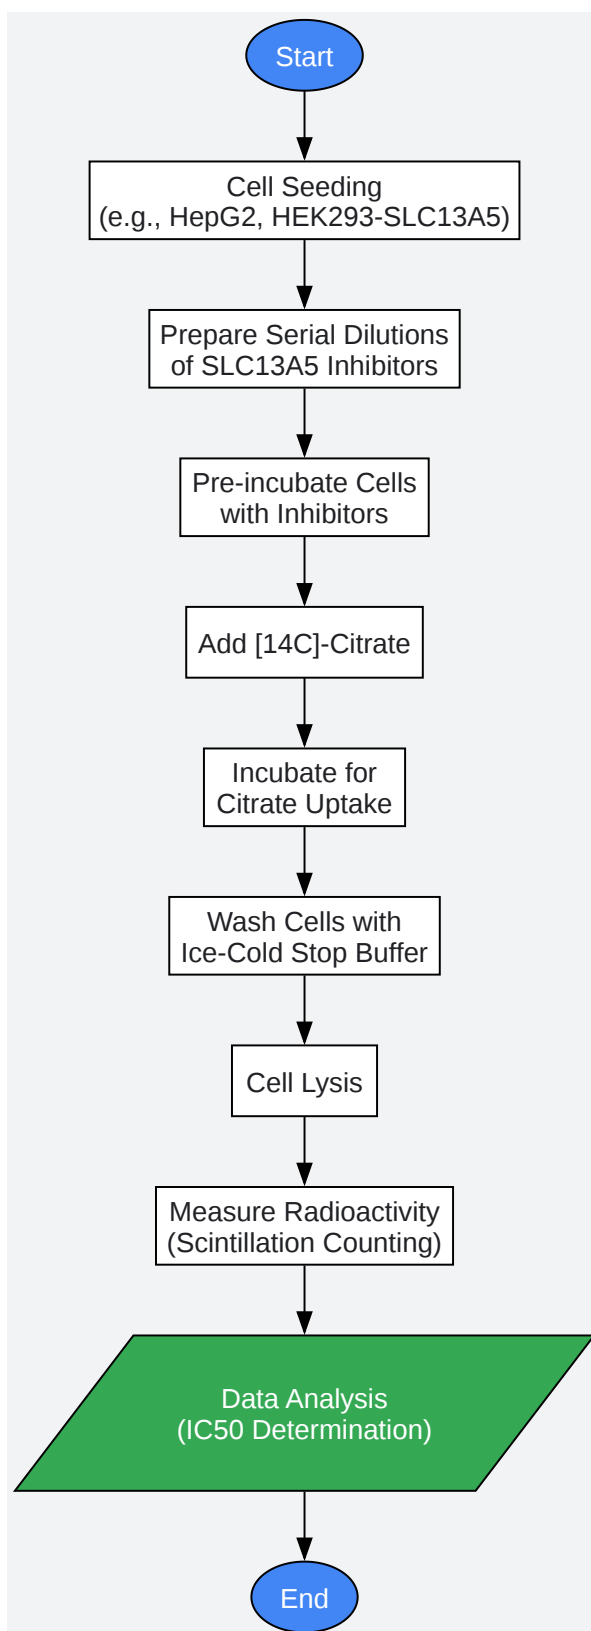 Start
Cell Seeding
(e.g., HepG2, HEK293-SLC13A5)
Prepare Serial Dilutions
of SLC13A5 Inhibitors
Pre-incubate Cells
with Inhibitors
Add [14C]-Citrate
Incubate for
Citrate Uptake
Wash Cells with
Ice-Cold Stop Buffer
Cell Lysis
Measure Radioactivity
(Scintillation Counting)
Data Analysis
(IC50 Determination)
End